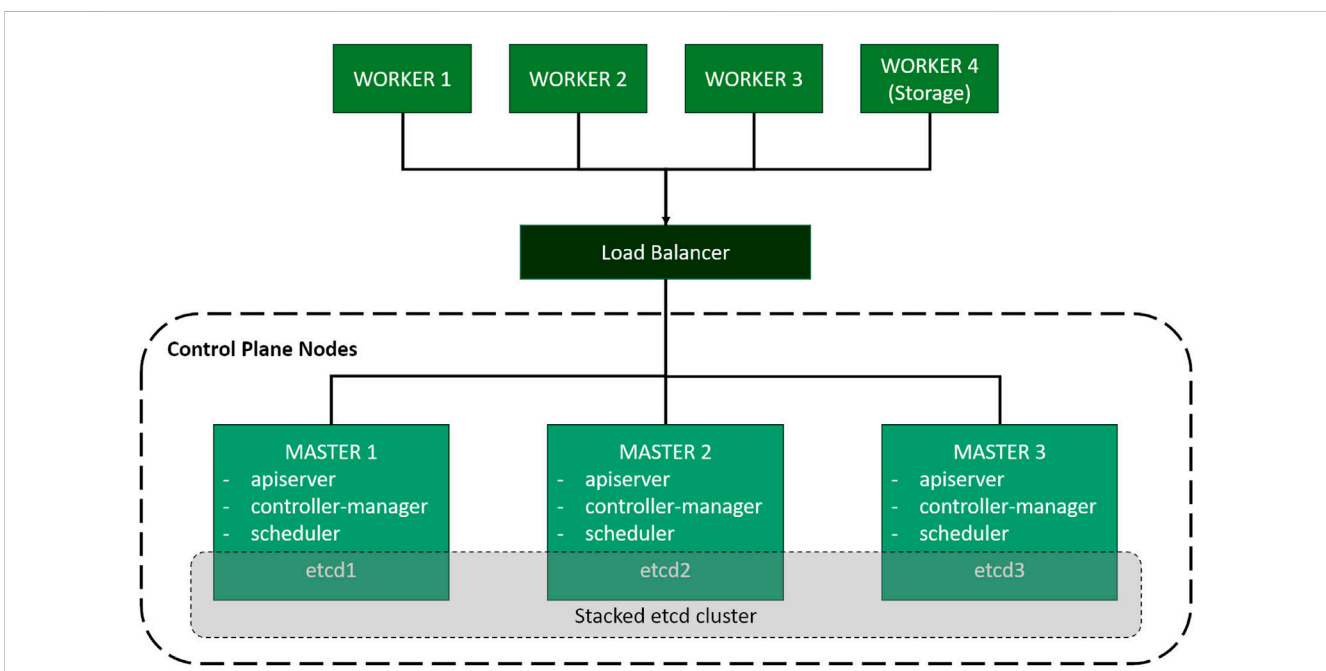 WORKER 1
WORKER 2
WORKER 3
WORKER 4
(Storage)
Load Balancer
Control Plane Nodes
MASTER 1
- apiserver
- controller-manager
- scheduler
etcd1
MASTER 2
- apiserver
- controller-manager
- scheduler
etcd2
MASTER 3
- apiserver
- controller-manager
- scheduler
etcd3
Stacked etcd cluster